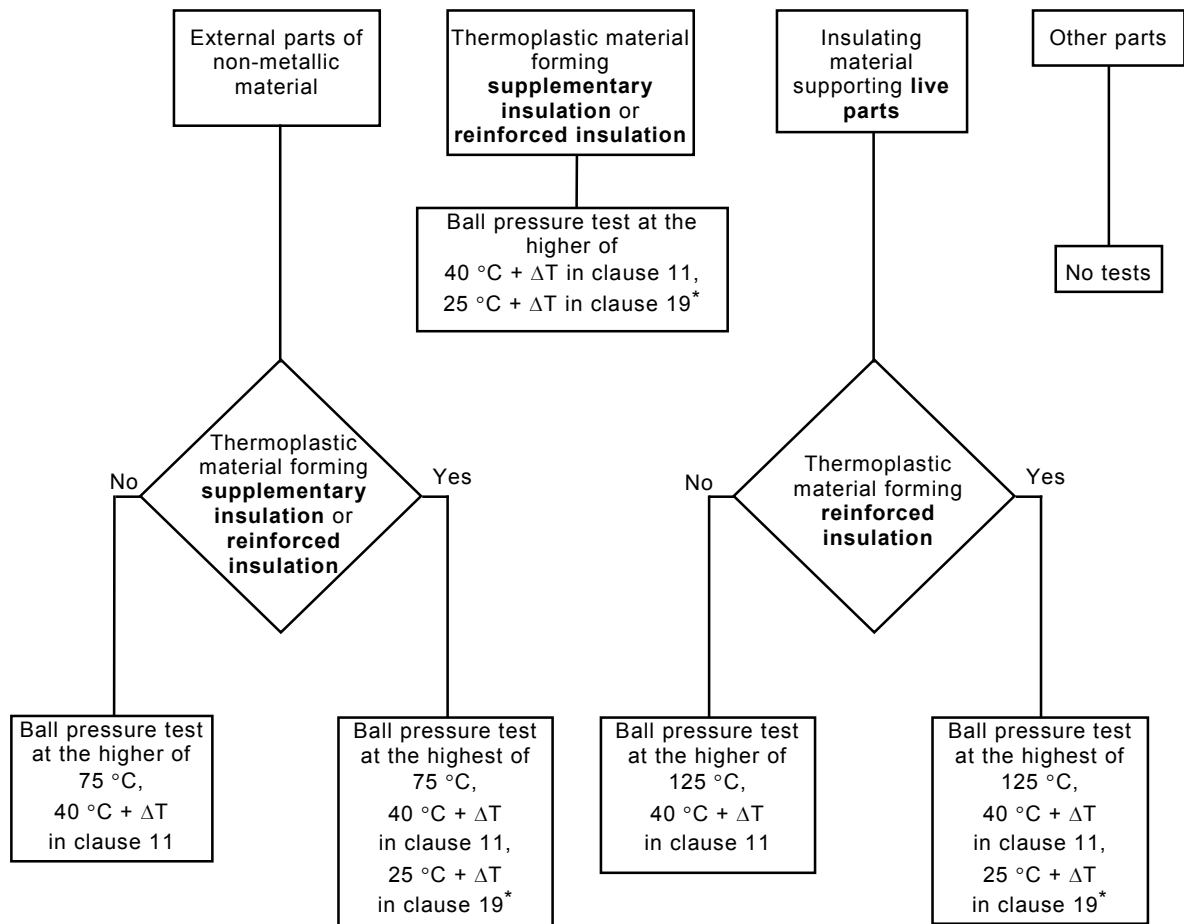 External parts of
non-metallic
material
Thermoplastic material
forming
supplementary
insulation or
reinforced insulation
Insulating
material
supporting live
parts
Other parts
Ball pressure test at the
higher of
40 °C + ΔT in clause 11,
25 °C + ΔT in clause 19*
No tests
Thermoplastic
material forming
supplementary
insulation or
reinforced
insulation
No
Yes
Thermoplastic
material forming
reinforced
insulation
No
Yes
Ball pressure test
at the higher of
75 °C,
40 °C + ΔT
in clause 11
Ball pressure test
at the highest of
75 °C,
40 °C + ΔT
in clause 11,
25 °C + ΔT
in clause 19*
Ball pressure test
at the higher of
125 °C,
40 °C + ΔT
in clause 11
Ball pressure test
at the highest of
125 °C,
40 °C + ΔT
in clause 11,
25 °C + ΔT
in clause 19*